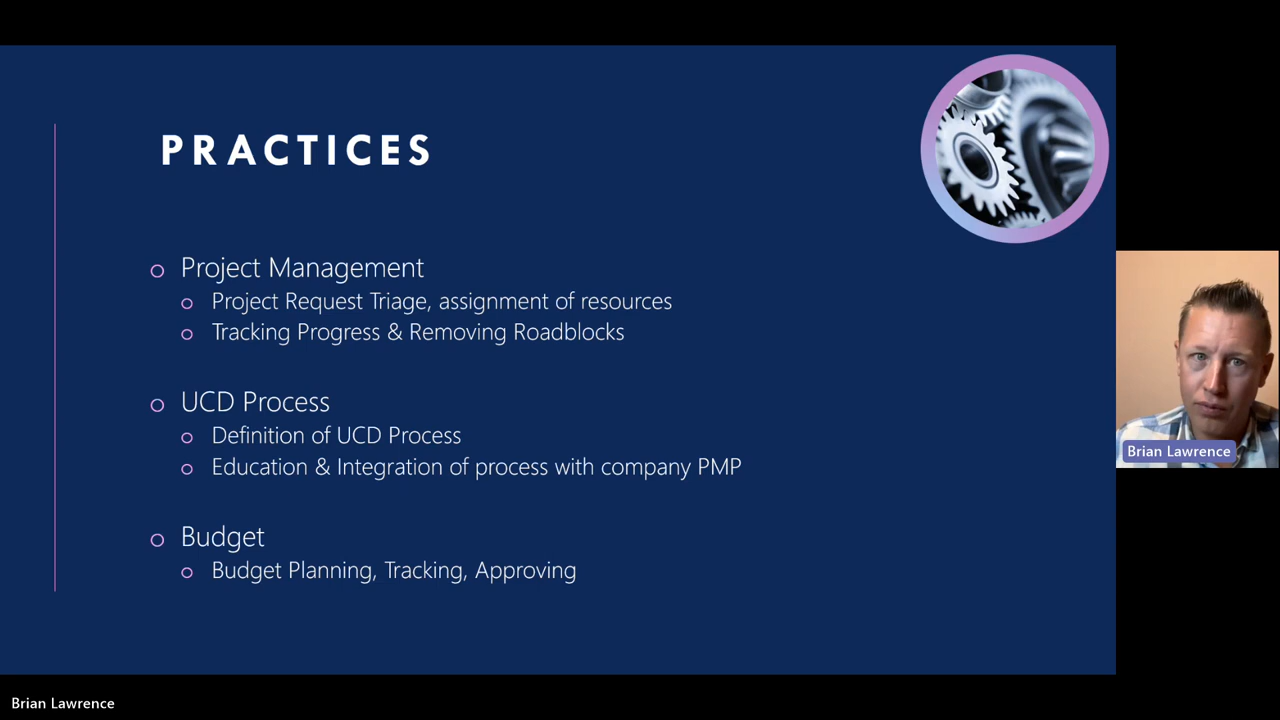 PRACTICES
Project Management
Project Request Triage, assignment of resources
Tracking Progress & Removing Roadblocks
UCD Process
Definition of UCD Process
Education & Integration of process with company PMP
Budget
Budget Planning, Tracking, Approving
Brian Lawrence
Brian Lawrence